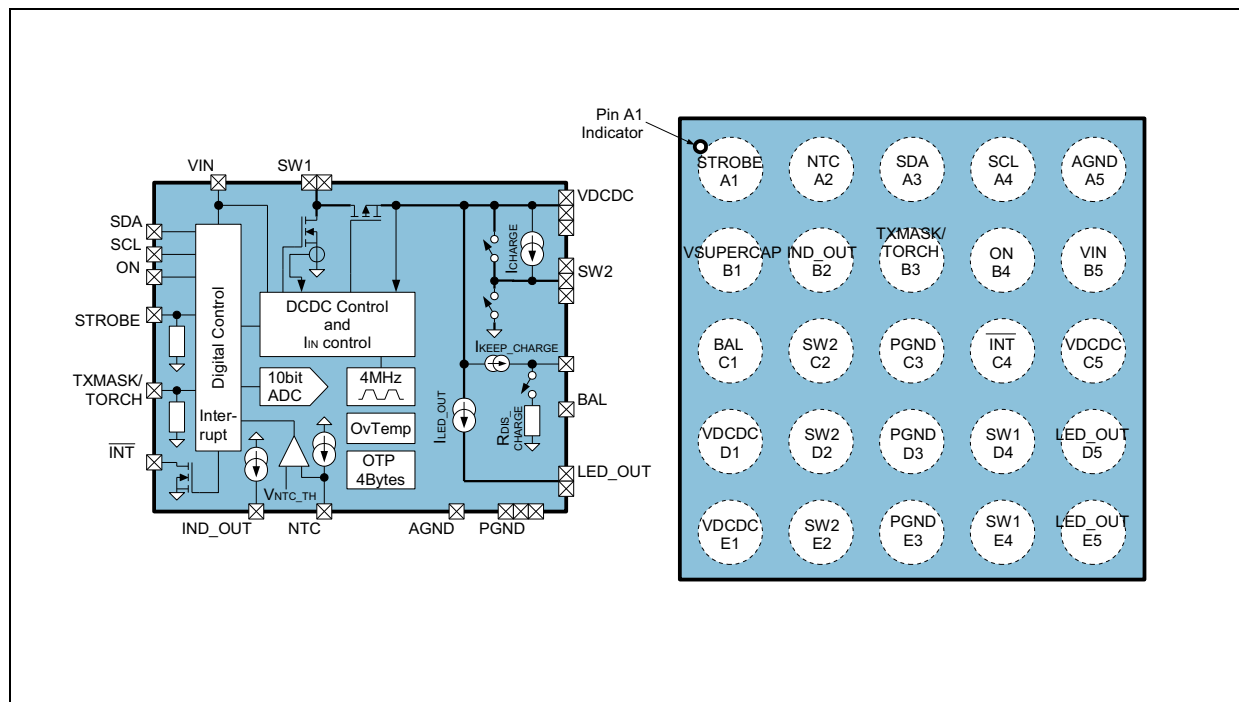 VIN
SW1
VDCDC
SDA
SCL
ON
SW2
STROBE
TXMASK/
TORCH
INT
Digital Control
Inter-
rupt
DCDC Control
and
IIN control
ICHARGE
IKEEP_CHARGE
10bit
ADC
4MHz
OvTemp
OTP
4Bytes
ILED_OUT
RDIS_
CHARGE
BAL
LED_OUT
VNTC_TH
IND_OUT
NTC
AGND
PGND
Pin A1
Indicator
STROBE
A1
NTC
A2
SDA
A3
SCL
A4
AGND
A5
VSUPERCAP
B1
IND_OUT
B2
TXMASK/
TORCH
B3
ON
B4
VIN
B5
BAL
C1
SW2
C2
PGND
C3
INT
C4
VDCDC
C5
VDCDC
D1
SW2
D2
PGND
D3
SW1
D4
LED_OUT
D5
VDCDC
E1
SW2
E2
PGND
E3
SW1
E4
LED_OUT
E5